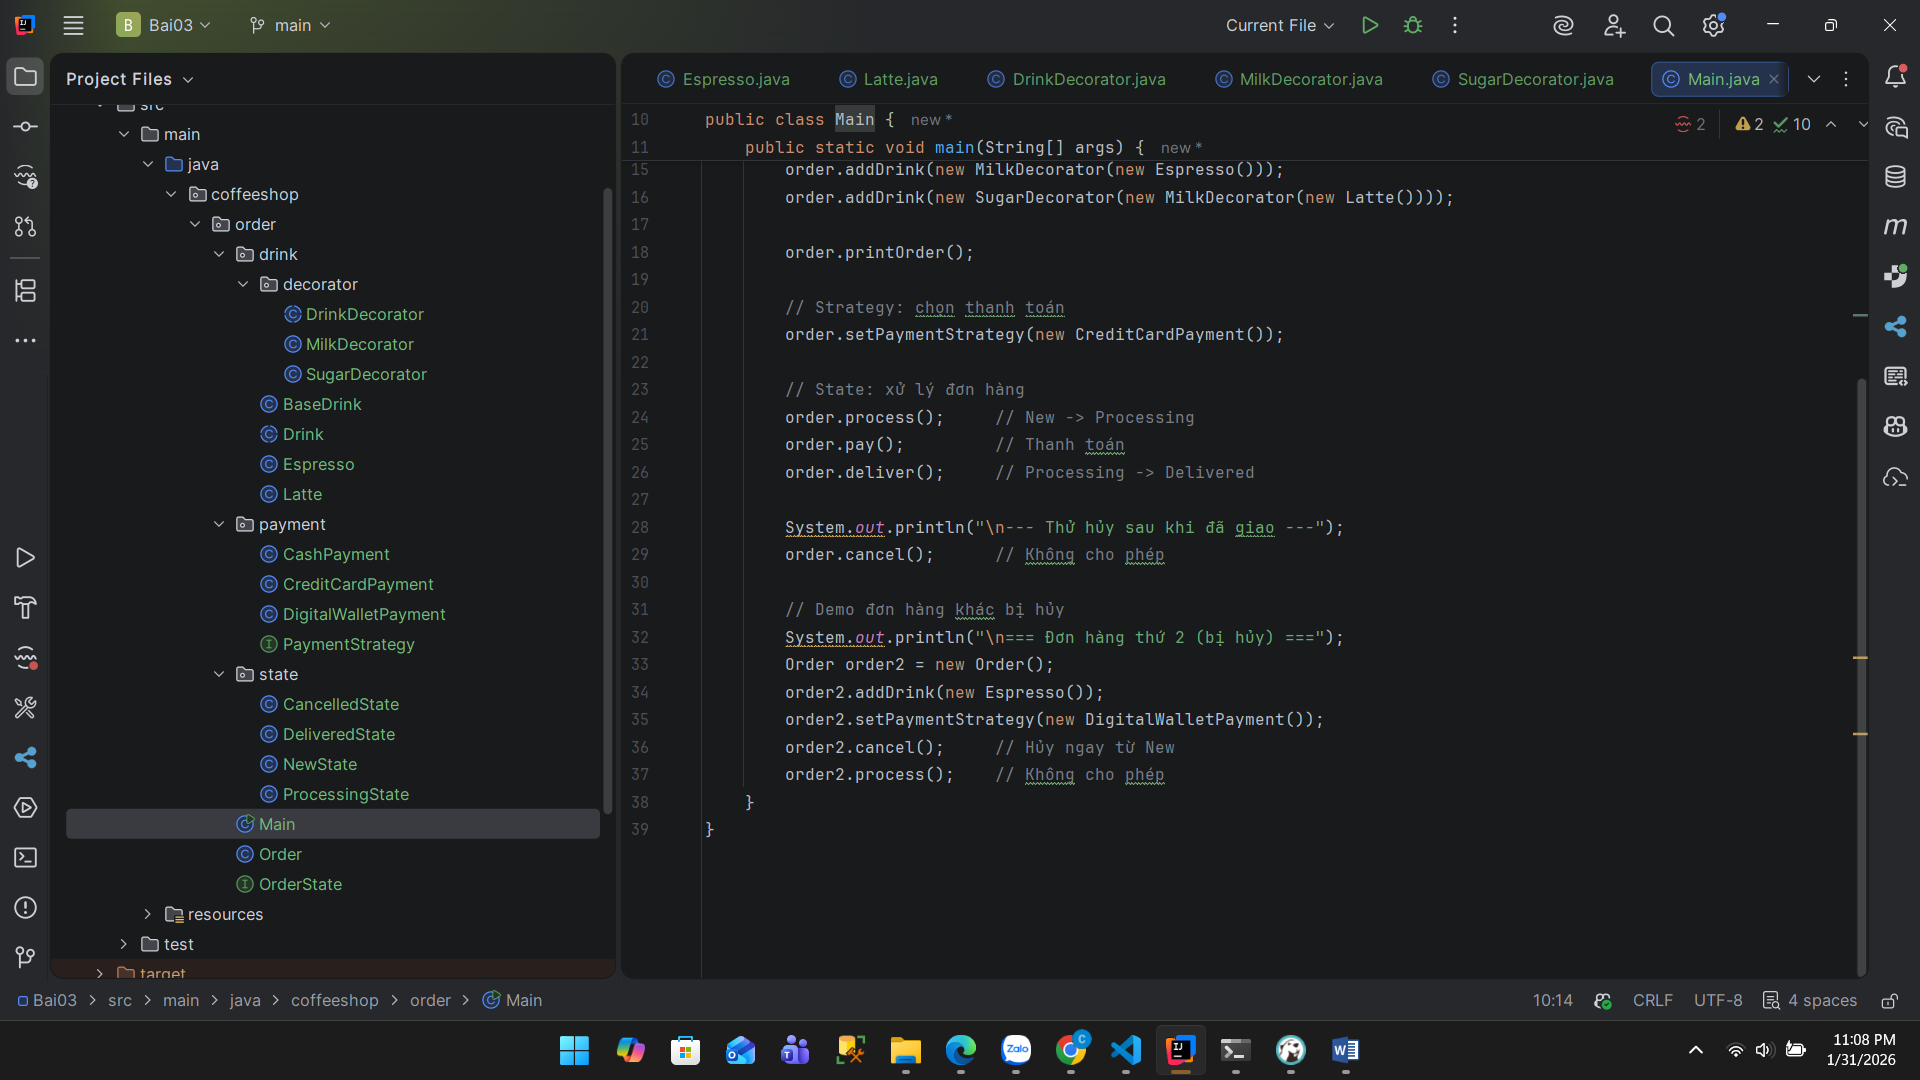 B Bai03 main Current File
Project Files
Espresso.java Latte.java DrinkDecorator.java MilkDecorator.java SugarDecorator.java Main.java
src
main
java
coffeeshop
order
drink
decorator
DrinkDecorator
MilkDecorator
SugarDecorator
BaseDrink
Drink
Espresso
Latte
payment
CashPayment
CreditCardPayment
DigitalWalletPayment
PaymentStrategy
state
CancelledState
DeliveredState
NewState
ProcessingState
Main
Order
OrderState
resources
test
target
2 2 10
10 public class Main { new *
11 public static void main(String[] args) { new *
15 order.addDrink(new MilkDecorator(new Espresso()));
16 order.addDrink(new SugarDecorator(new MilkDecorator(new Latte())));
17
18 order.printOrder();
19
20 // Strategy: chọn thanh toán
21 order.setPaymentStrategy(new CreditCardPayment());
22
23 // State: xử lý đơn hàng
24 order.process(); // New -> Processing
25 order.pay(); // Thanh toán
26 order.deliver(); // Processing -> Delivered
27
28 System.out.println("\n--- Thử hủy sau khi đã giao ---");
29 order.cancel(); // Không cho phép
30
31 // Demo đơn hàng khác bị hủy
32 System.out.println("\n=== Đơn hàng thứ 2 (bị hủy) ===");
33 Order order2 = new Order();
34 order2.addDrink(new Espresso());
35 order2.setPaymentStrategy(new DigitalWalletPayment());
36 order2.cancel(); // Hủy ngay từ New
37 order2.process(); // Không cho phép
38 }
39 }
Bai03 > src > main > java > coffeeshop > order > Main
10:14 CRLF UTF-8 4 spaces
11:08 PM
1/31/2026